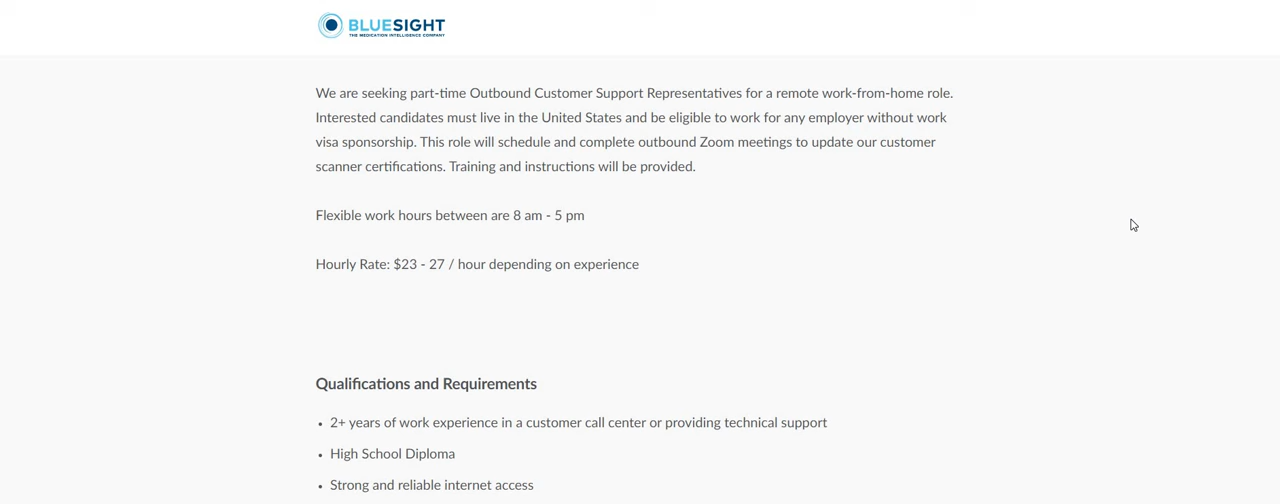 BLUESIGHT
THE MEDICATION INTELLIGENCE COMPANY
We are seeking part-time Outbound Customer Support Representatives for a remote work-from-home role.
Interested candidates must live in the United States and be eligible to work for any employer without work
visa sponsorship. This role will schedule and complete outbound Zoom meetings to update our customer
scanner certifications. Training and instructions will be provided.
Flexible work hours between are 8 am - 5 pm
Hourly Rate: $23 - 27 / hour depending on experience
Qualifications and Requirements
• 2+ years of work experience in a customer call center or providing technical support
• High School Diploma
• Strong and reliable internet access